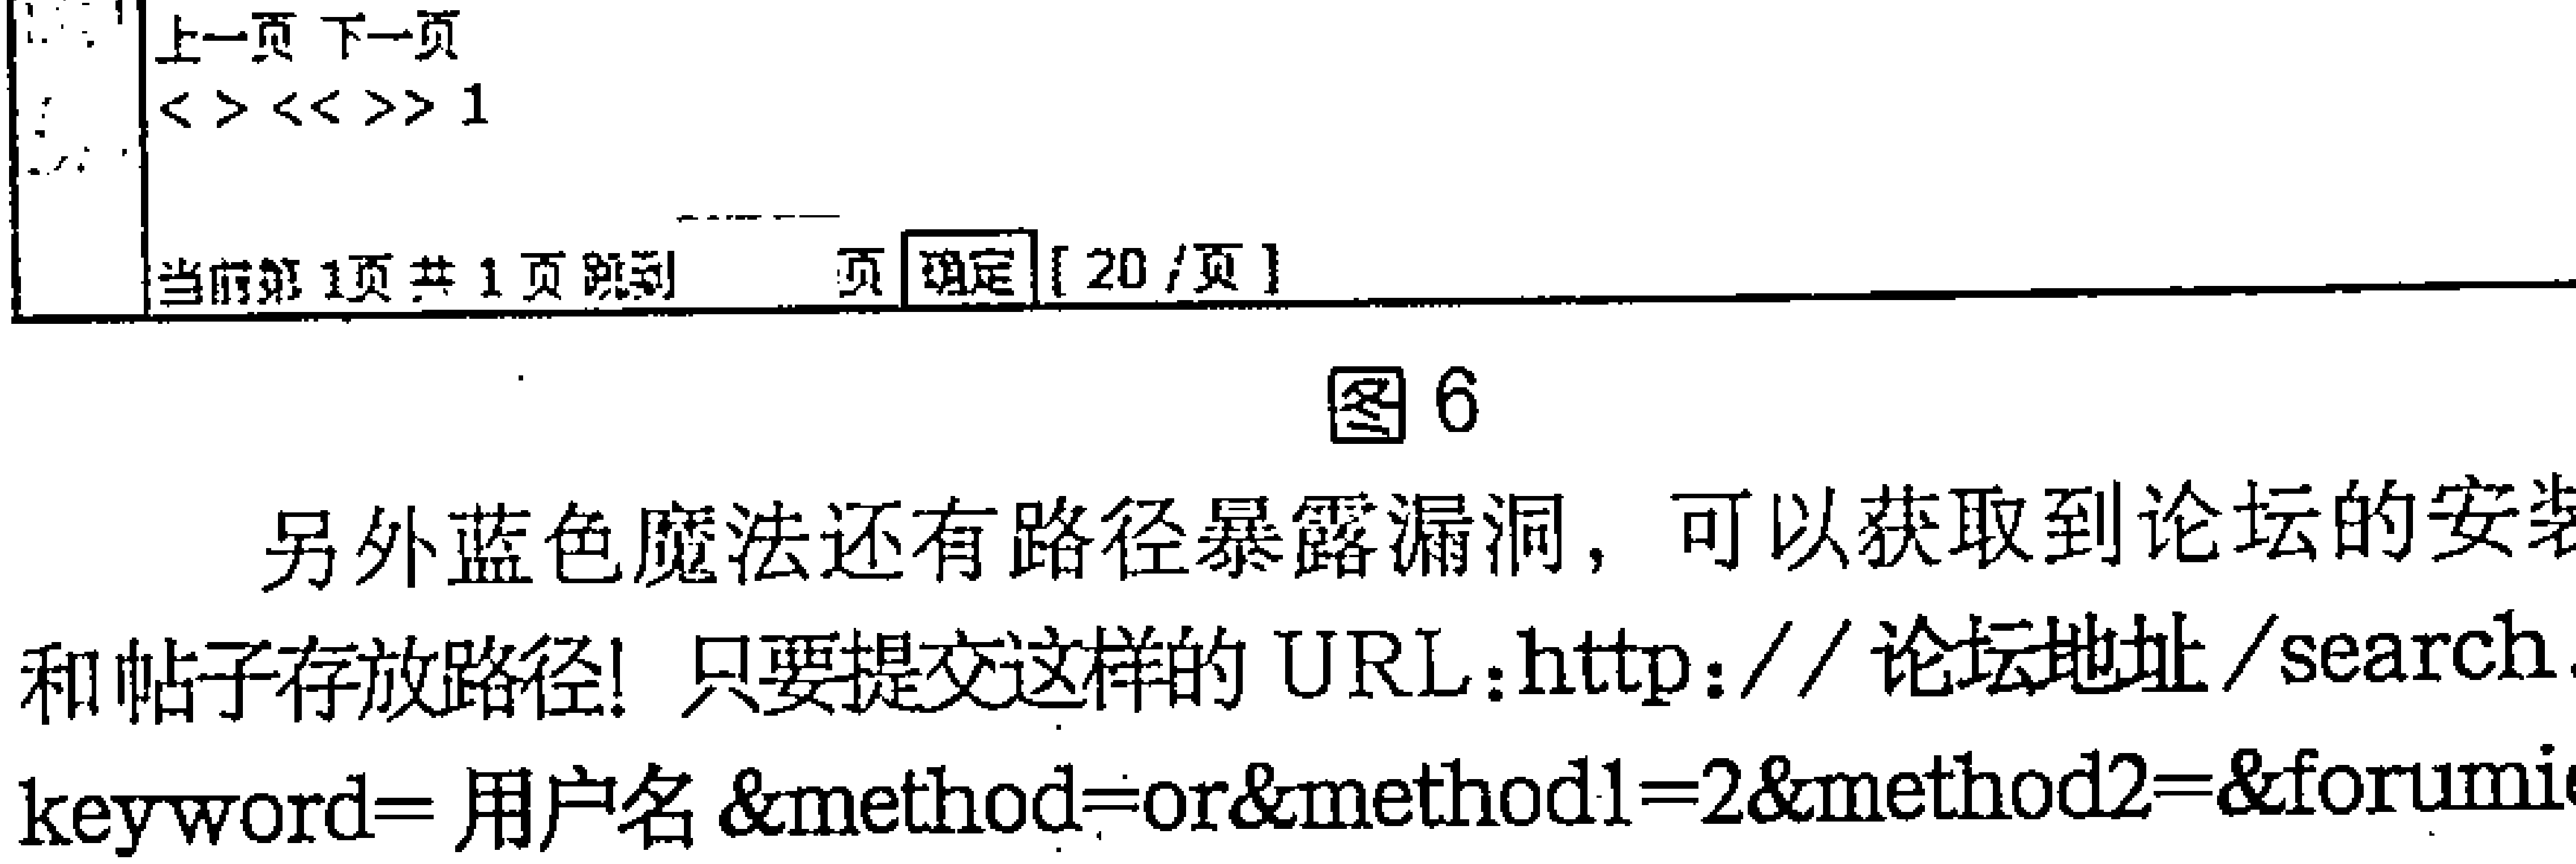 上一页 下一页
< > << >> 1
当前第 1页 共 1 页 跳到 页 确定 [ 20 /页 ]
图 6
另外蓝色魔法还有路径暴露漏洞，可以获取到论坛的安装
和帖子存放路径！只要提交这样的 URL:http://论坛地址/search.
keyword=用户名&method=or&method1=2&method2=&forumi